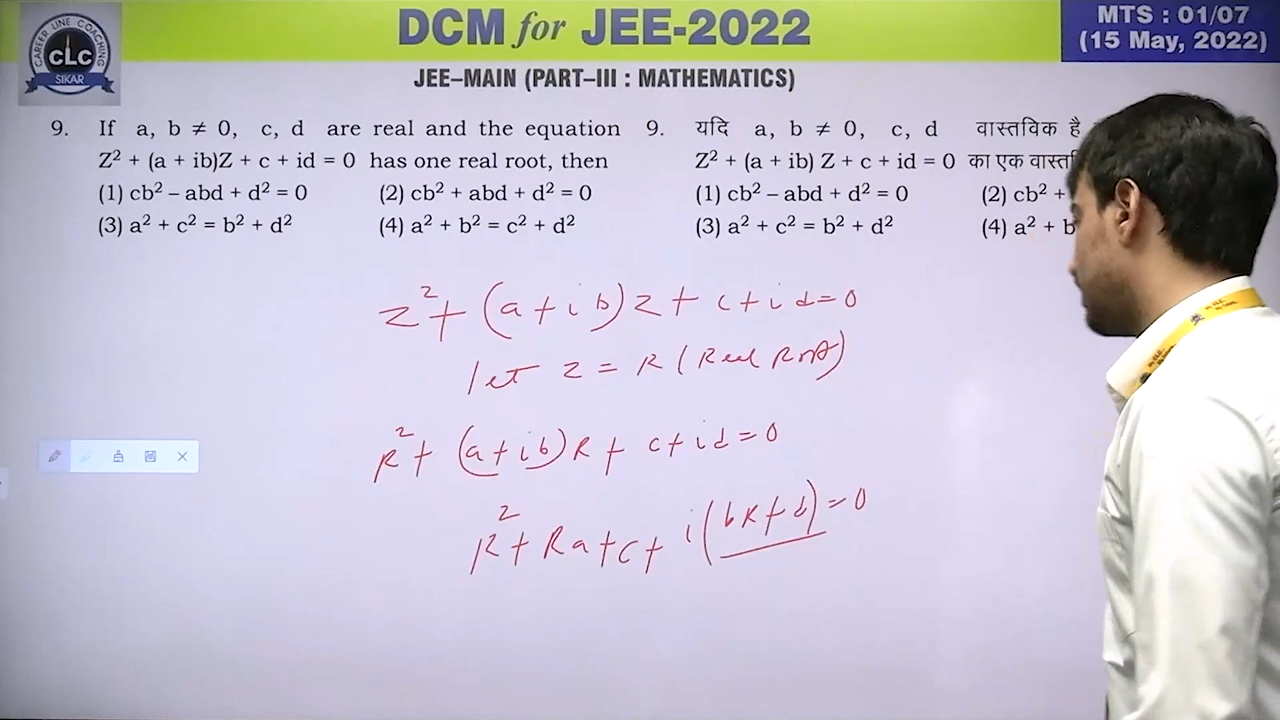 CAREER LINE COACHING
CLC
SIKAR
DCM for JEE-2022
MTS : 01/07
(15 May, 2022)
JEE–MAIN (PART–III : MATHEMATICS)
9. If a, b ≠ 0, c, d are real and the equation
Z² + (a + ib)Z + c + id = 0 has one real root, then
(1) cb² – abd + d² = 0 (2) cb² + abd + d² = 0
(3) a² + c² = b² + d² (4) a² + b² = c² + d²
9. यदि a, b ≠ 0, c, d वास्तविक है
Z² + (a + ib) Z + c + id = 0 का एक
(1) cb² – abd + d² = 0 (2) cb² +
(3) a² + c² = b² + d² (4) a² + b
z² + (a + ib) z + c + id = 0
let z = R (Real Root)
R² + (a + ib) R + c + id = 0
R² + Ra + c + i(bR + d) = 0